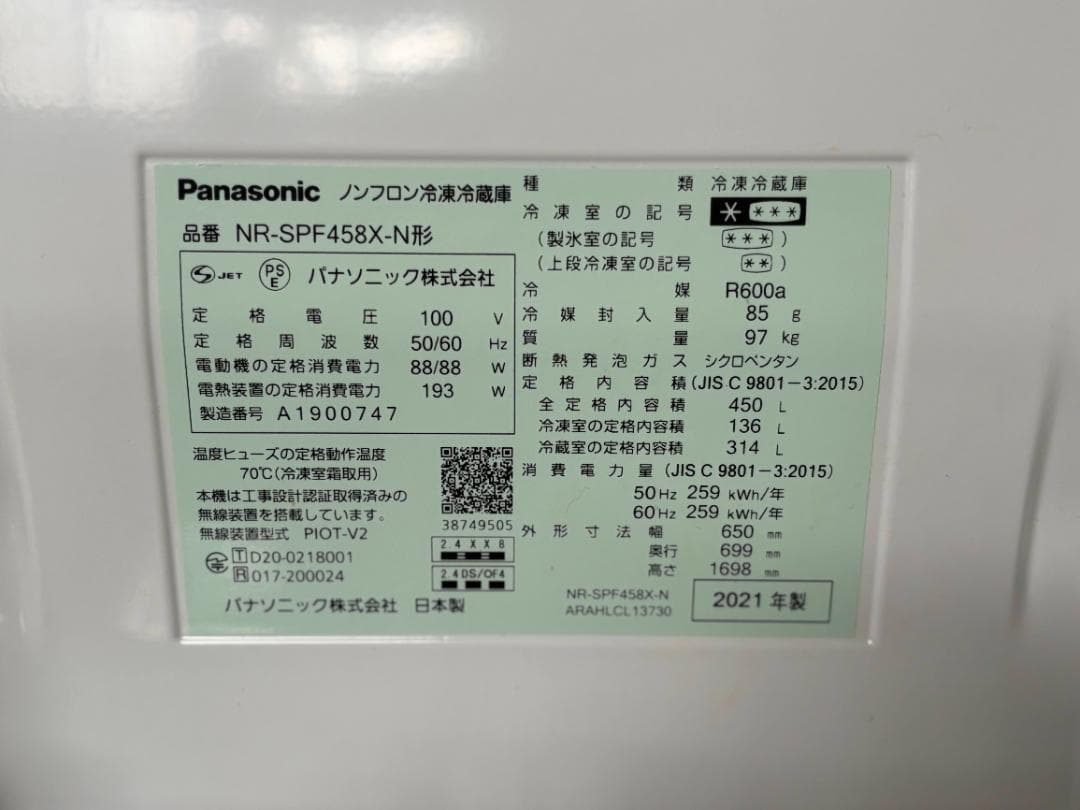 Panasonic ノンフロン冷凍冷蔵庫
品番 NR-SPF458X-N形
S JET PS E パナソニック株式会社
定格電圧 100 V
定格周波数 50/60 Hz
電動機の定格消費電力 88/88 W
電熱装置の定格消費電力 193 W
製造番号 A1900747
温度ヒューズの定格動作温度
70℃(冷凍室霜取用)
本機は工事設計認証取得済みの
無線装置を搭載しています。
無線装置型式 PIOT-V2
T D20-0218001
R 017-200024
パナソニック株式会社 日本製
38749505
2.4 X X 8
2.4 DS/OF4
種類 冷凍冷蔵庫
冷凍室の記号 * ***
(製氷室の記号 *** )
(上段冷凍室の記号 ** )
冷媒 R600a
冷媒封入量 85 g
質量 97 kg
断熱発泡ガス シクロペンタン
定格内容積 (JIS C 9801-3:2015)
全定格内容積 450 L
冷凍室の定格内容積 136 L
冷蔵室の定格内容積 314 L
消費電力量 (JIS C 9801-3:2015)
50Hz 259 kWh/年
60Hz 259 kWh/年
外形寸法 幅 650 mm
奥行 699 mm
高さ 1698 mm
NR-SPF458X-N
ARAHLCL13730
2021年製